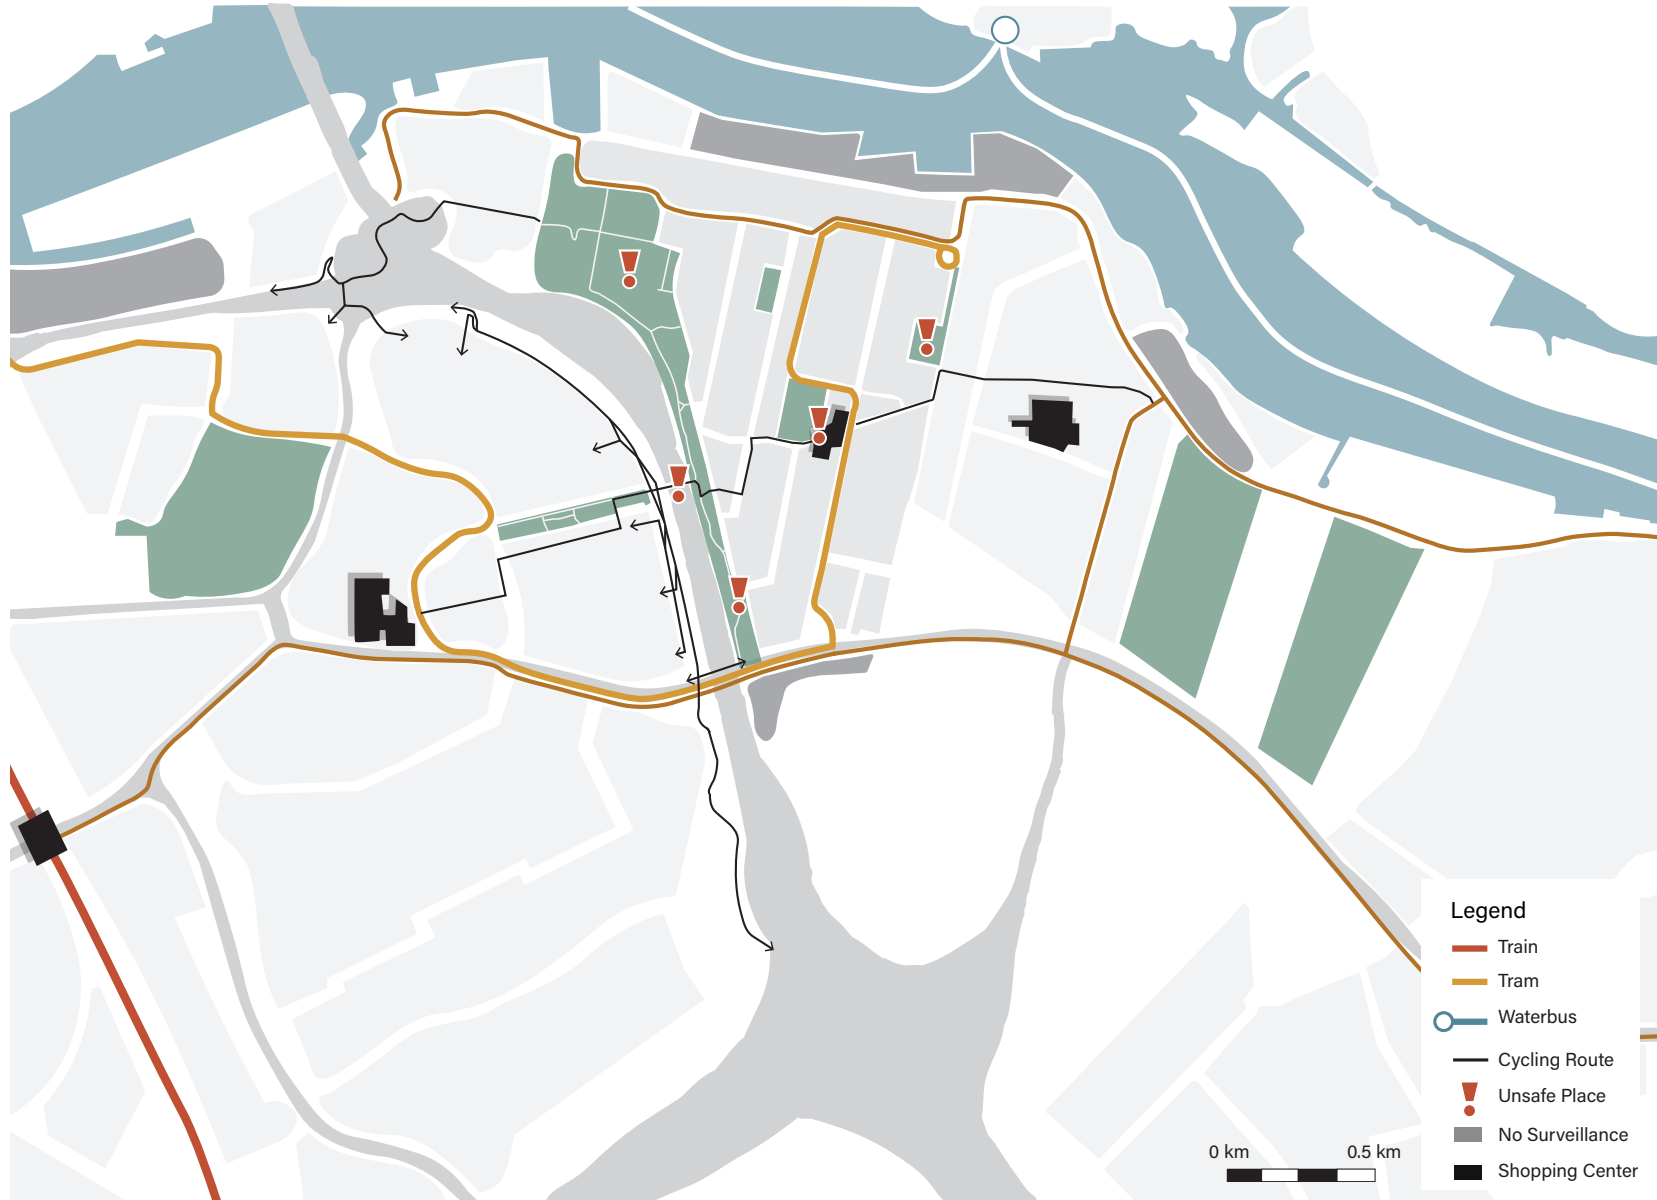 Legend
Train
Tram
Waterbus
Cycling Route
Unsafe Place
No Surveillance
Shopping Center
0 km 0.5 km